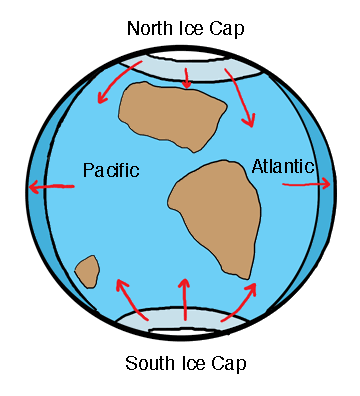 North Ice Cap
Pacific
Atlantic
South Ice Cap